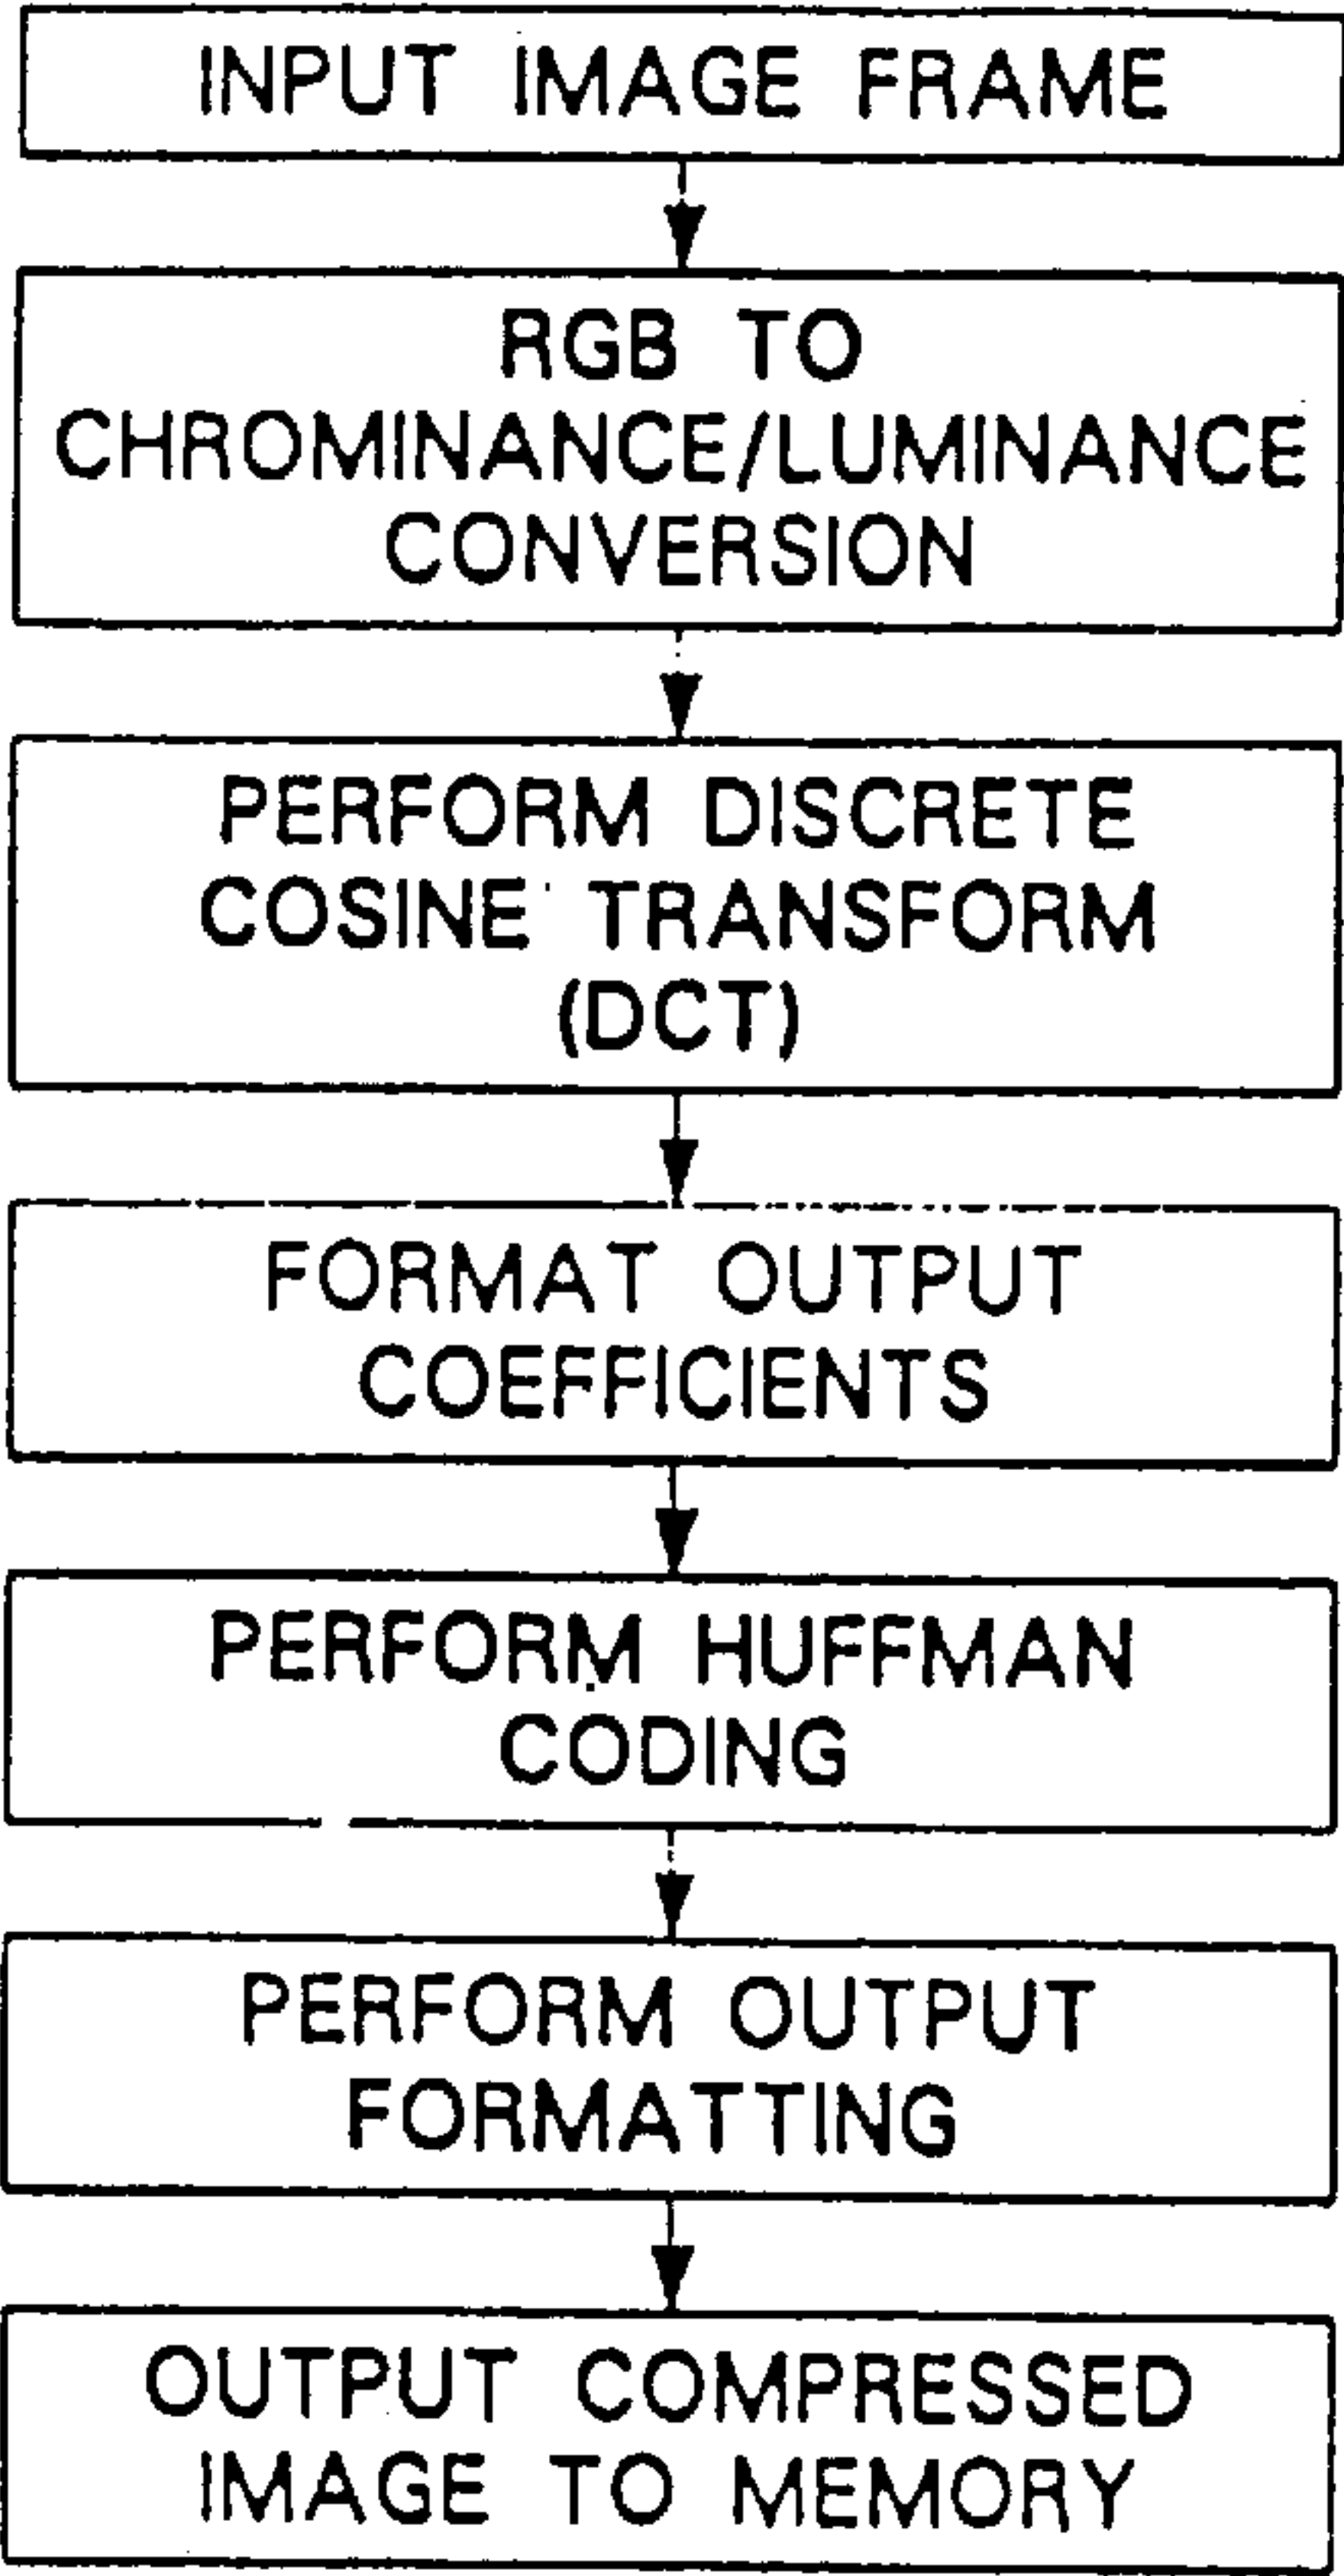 INPUT IMAGE FRAME
RGB TO
CHROMINANCE/LUMINANCE
CONVERSION
PERFORM DISCRETE
COSINE TRANSFORM
(DCT)
FORMAT OUTPUT
COEFFICIENTS
PERFORM HUFFMAN
CODING
PERFORM OUTPUT
FORMATTING
OUTPUT COMPRESSED
IMAGE TO MEMORY